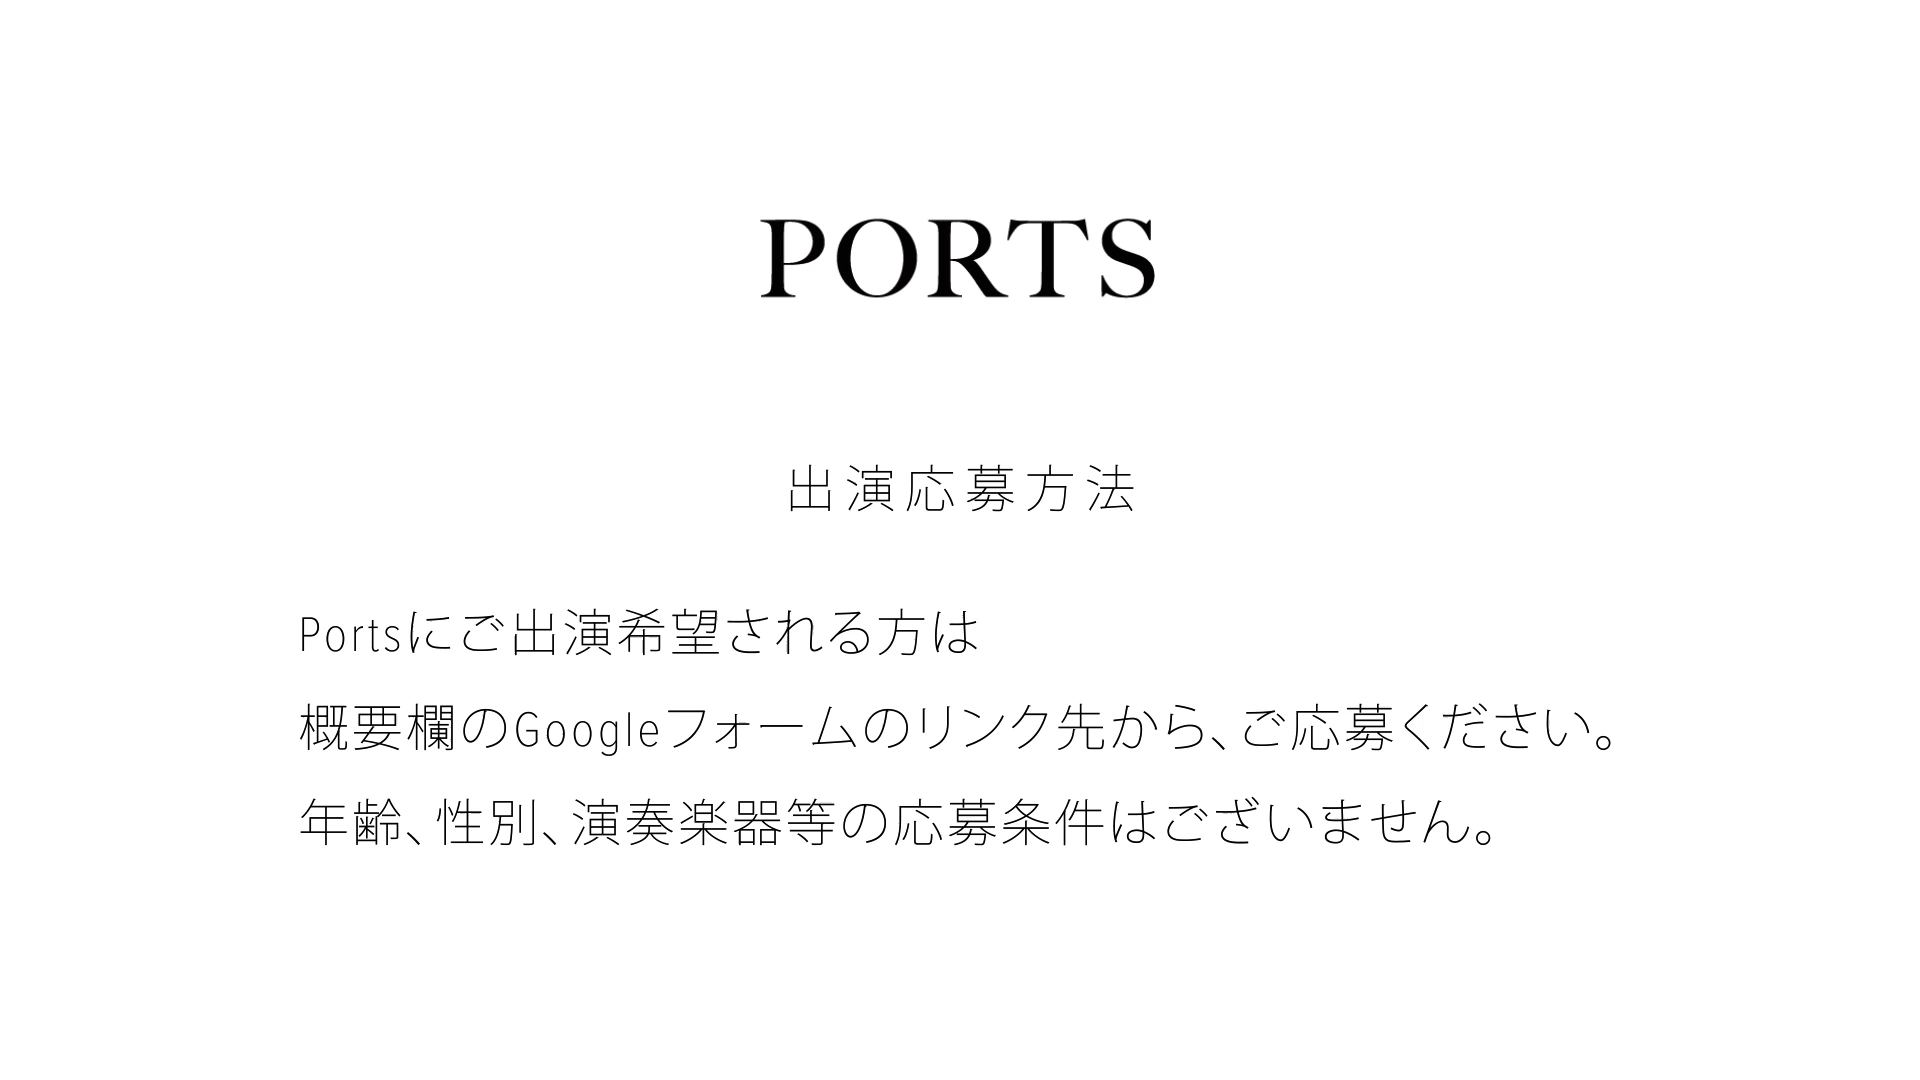 PORTS
出演応募方法
Portsにご出演希望される方は
概要欄のGoogleフォームのリンク先から、ご応募ください。
年齢、性別、演奏楽器等の応募条件はございません。